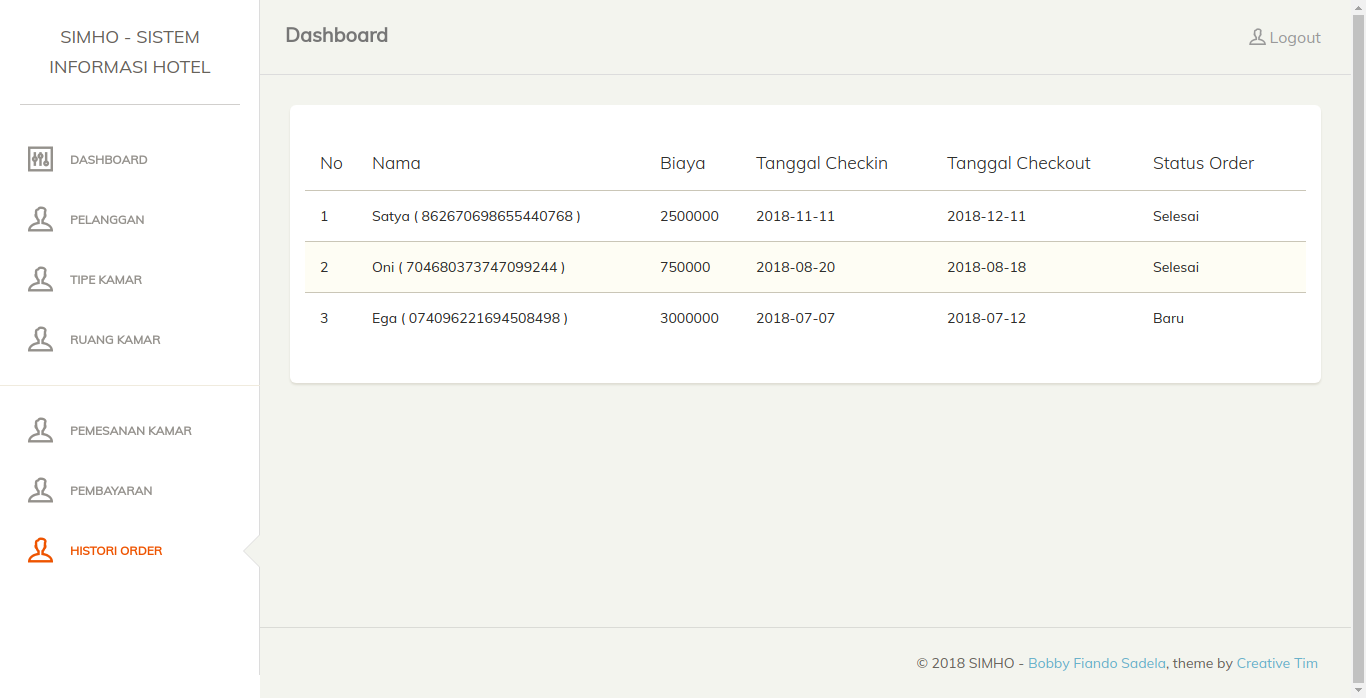 SIMHO - SISTEM
INFORMASI HOTEL
DASHBOARD
PELANGGAN
TIPE KAMAR
RUANG KAMAR
PEMESANAN KAMAR
PEMBAYARAN
HISTORI ORDER
Dashboard
Logout
No Nama Biaya Tanggal Checkin Tanggal Checkout Status Order
1 Satya ( 862670698655440768 ) 2500000 2018-11-11 2018-12-11 Selesai
2 Oni ( 704680373747099244 ) 750000 2018-08-20 2018-08-18 Selesai
3 Ega ( 074096221694508498 ) 3000000 2018-07-07 2018-07-12 Baru
© 2018 SIMHO - Bobby Fiando Sadela, theme by Creative Tim